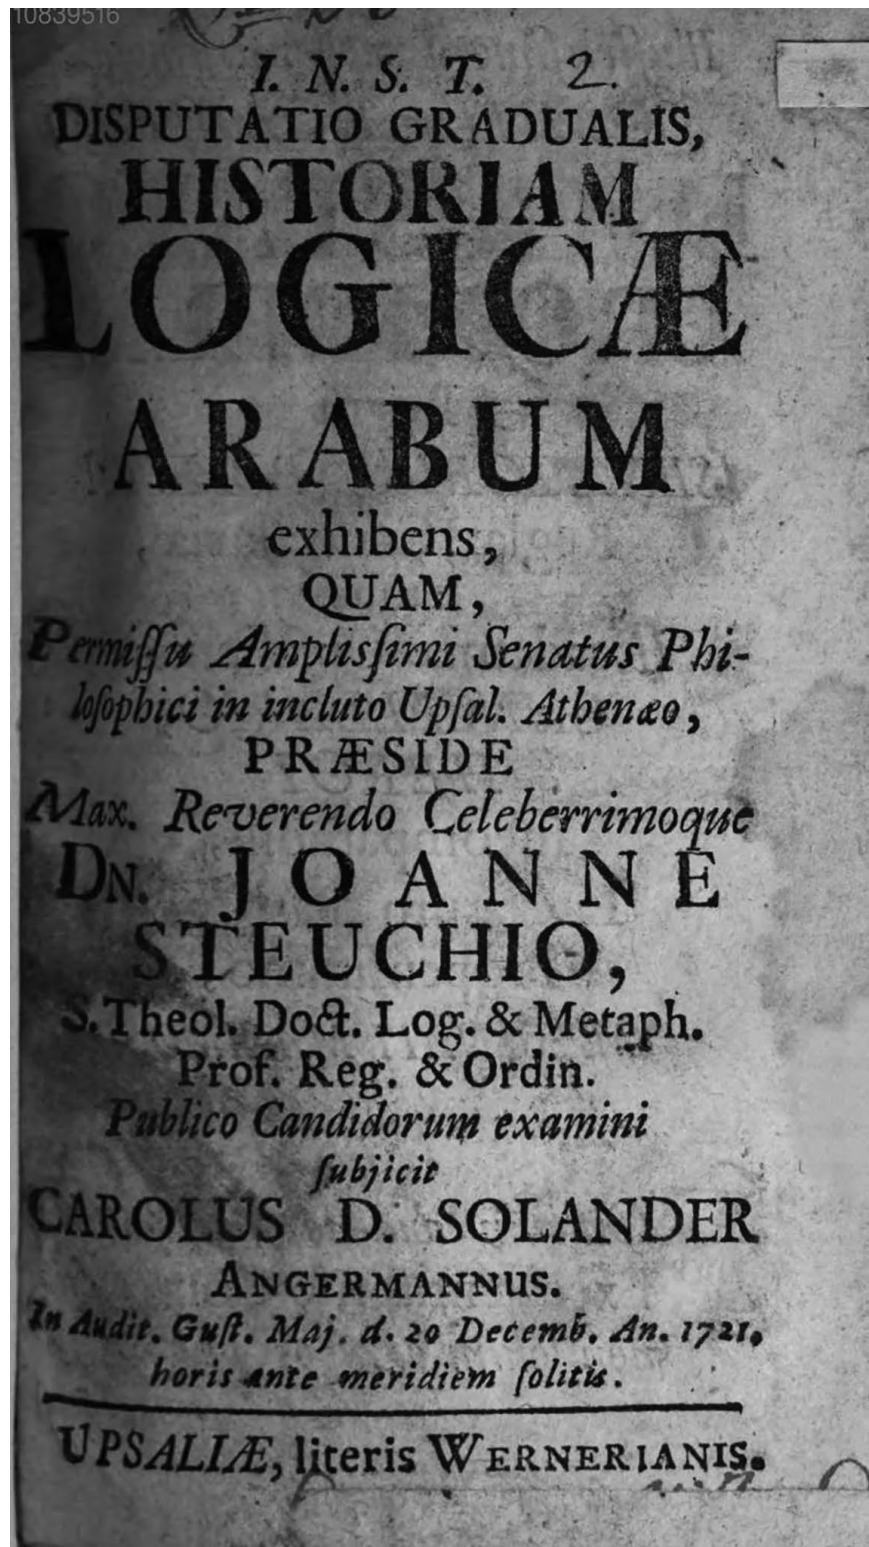 10839516
I. N. S. T. 2.
DISPUTATIO GRADUALIS,
HISTORIAM
LOGICÆ
ARABUM
exhibens,
QUAM,
Permiſſu Amplisſimi Senatus Phi-
loſophici in incluto Upſal. Athenæo,
PRÆSIDE
Max. Reverendo Celeberrimoque
DN. JOANNE
STEUCHIO,
S. Theol. Doct. Log. & Metaph.
Prof. Reg. & Ordin.
Publico Candidorum examini
ſubjicit
CAROLUS D. SOLANDER
ANGERMANNUS.
In Audit. Guſt. Maj. d. 20 Decemb. An. 1721,
horis ante meridiem ſolitis.
UPSALIÆ, literis WERNERIANIS.